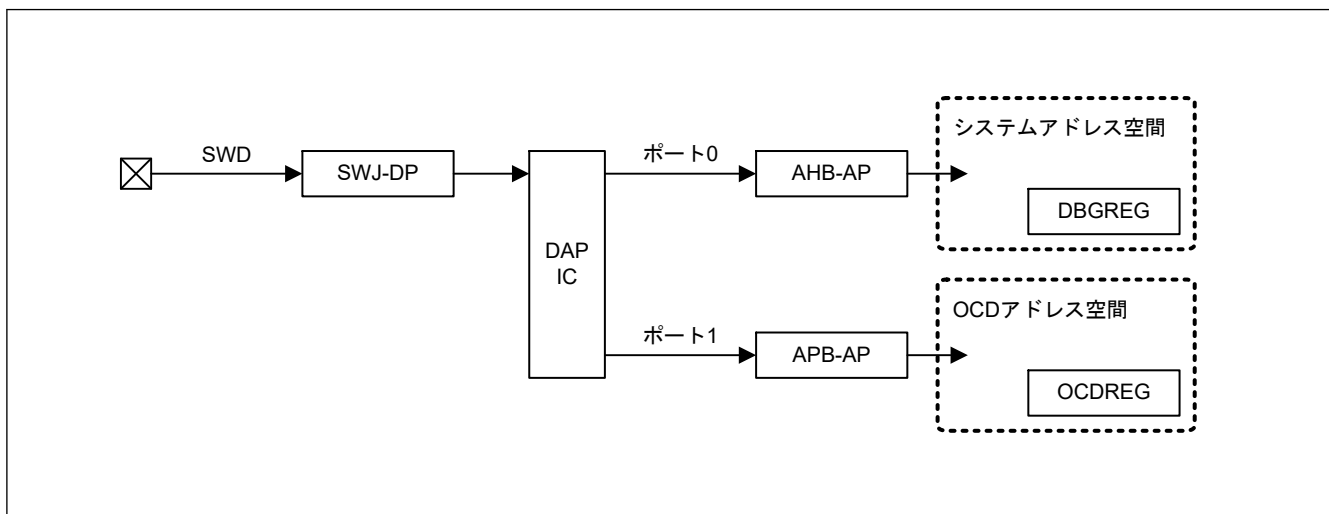 SWD
SWJ-DP
DAP
IC
ポート0
AHB-AP
システムアドレス空間
DBGREG
ポート1
APB-AP
OCDアドレス空間
OCDREG